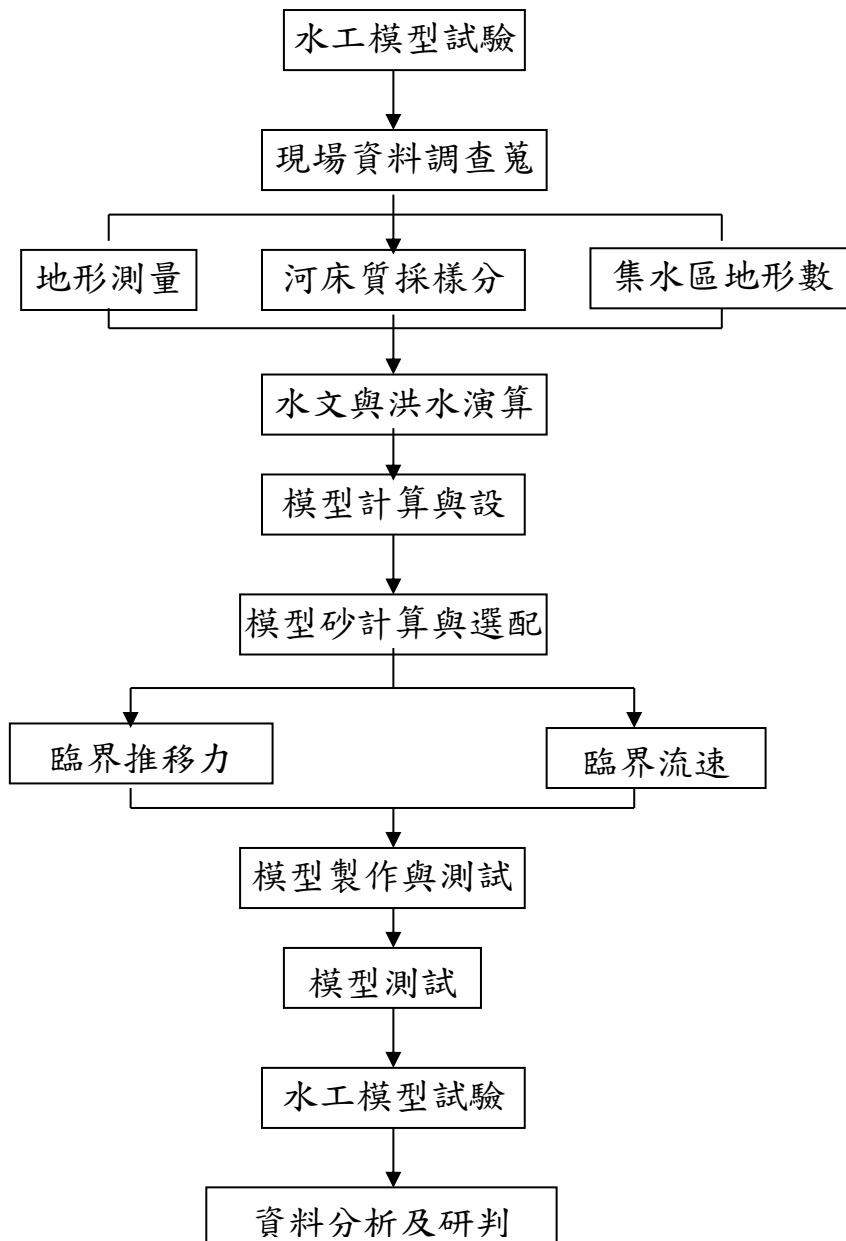 水工模型試驗
現場資料調查蒐
地形測量
河床質採樣分
集水區地形數
水文與洪水演算
模型計算與設
模型砂計算與選配
臨界推移力
臨界流速
模型製作與測試
模型測試
水工模型試驗
資料分析及研判